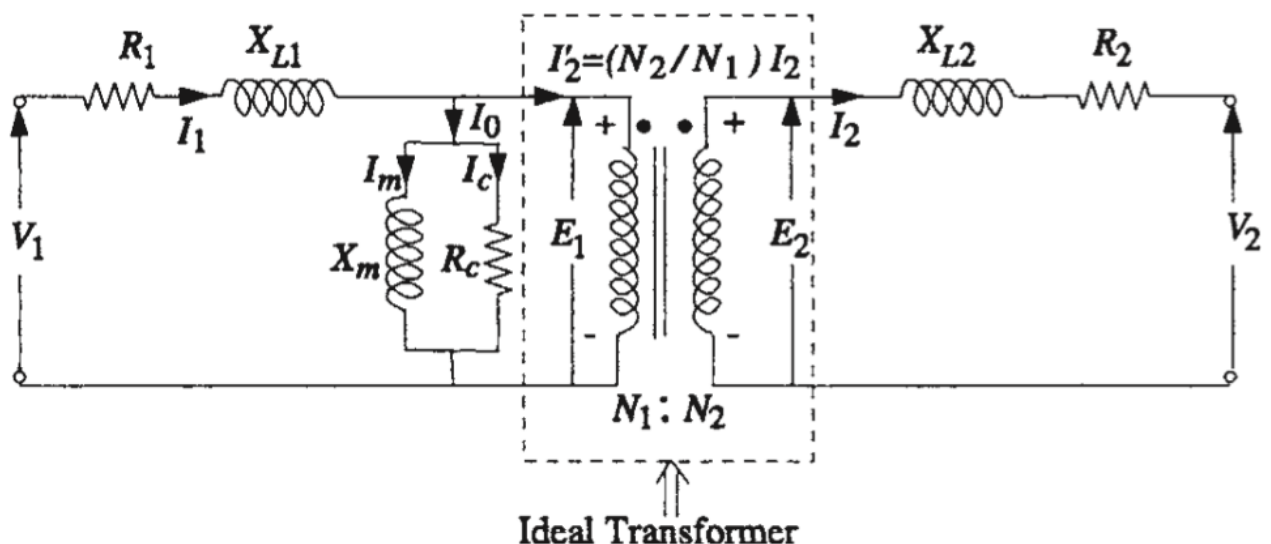 R1
XL1
I'2=(N2/N1) I2
XL2
R2
I1
I0
+
+
I2
Im
Ic
V1
Xm
Rc
E1
E2
V2
-
-
N1 : N2
Ideal Transformer